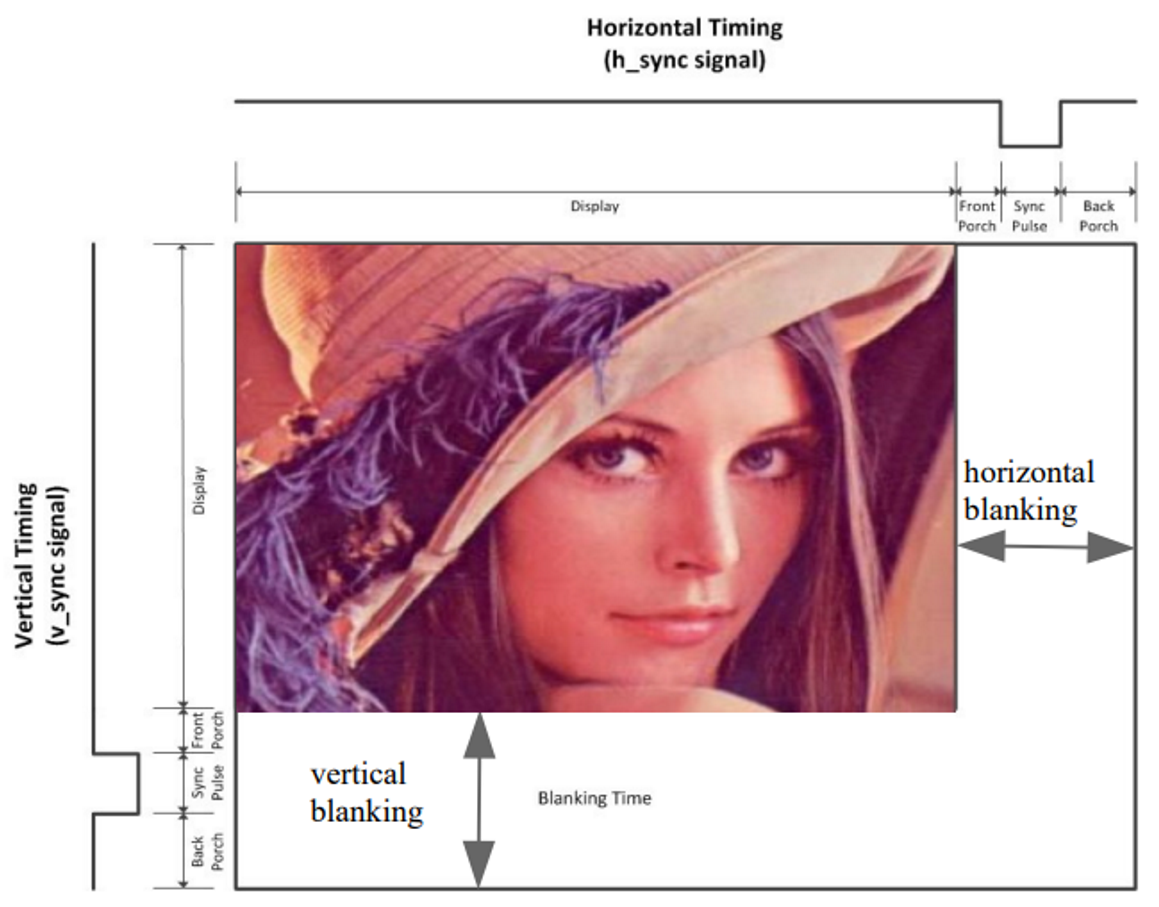 Horizontal Timing
(h_sync signal)
Display
Front
Porch
Sync
Pulse
Back
Porch
Vertical Timing
(v_sync signal)
Display
Front
Porch
Sync
Pulse
Back
Porch
horizontal
blanking
vertical
blanking
Blanking Time